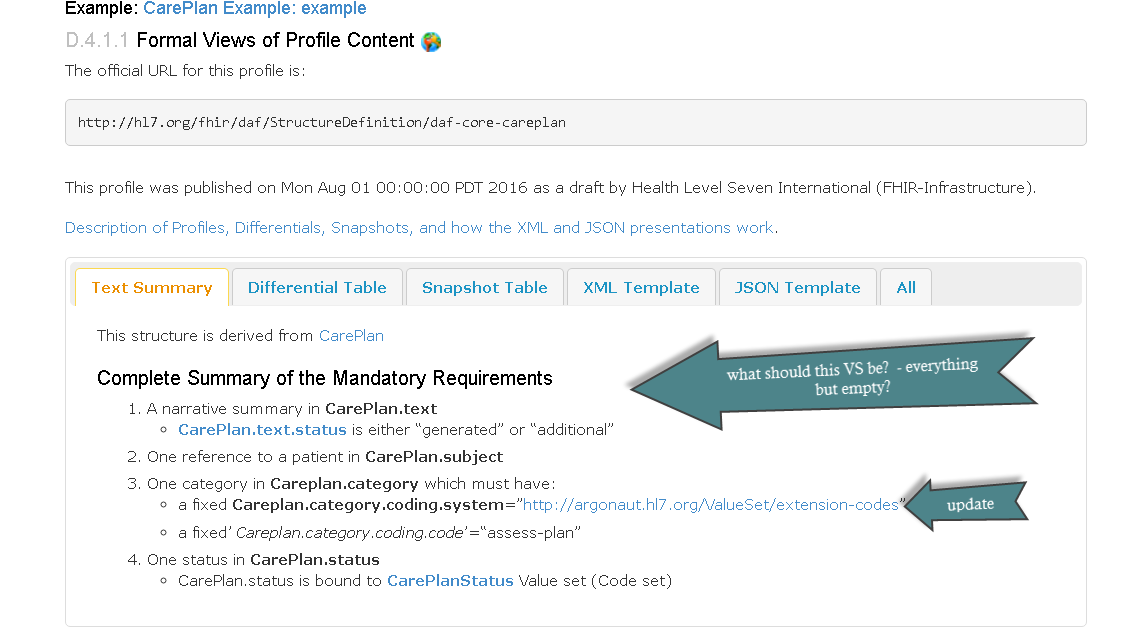 Example: CarePlan Example: example
D.4.1.1 Formal Views of Profile Content
The official URL for this profile is:
http://hl7.org/fhir/daf/StructureDefinition/daf-core-careplan
This profile was published on Mon Aug 01 00:00:00 PDT 2016 as a draft by Health Level Seven International (FHIR-Infrastructure).
Description of Profiles, Differentials, Snapshots, and how the XML and JSON presentations work.
Text Summary Differential Table Snapshot Table XML Template JSON Template All
This structure is derived from CarePlan
what should this VS be? - everything
but empty?
Complete Summary of the Mandatory Requirements
1. A narrative summary in CarePlan.text
CarePlan.text.status is either “generated” or “additional”
2. One reference to a patient in CarePlan.subject
3. One category in Careplan.category which must have:
a fixed Careplan.category.coding.system=”http://argonaut.hl7.org/ValueSet/extension-codes”
update
a fixed’ Careplan.category.coding.code’=“assess-plan”
4. One status in CarePlan.status
CarePlan.status is bound to CarePlanStatus Value set (Code set)